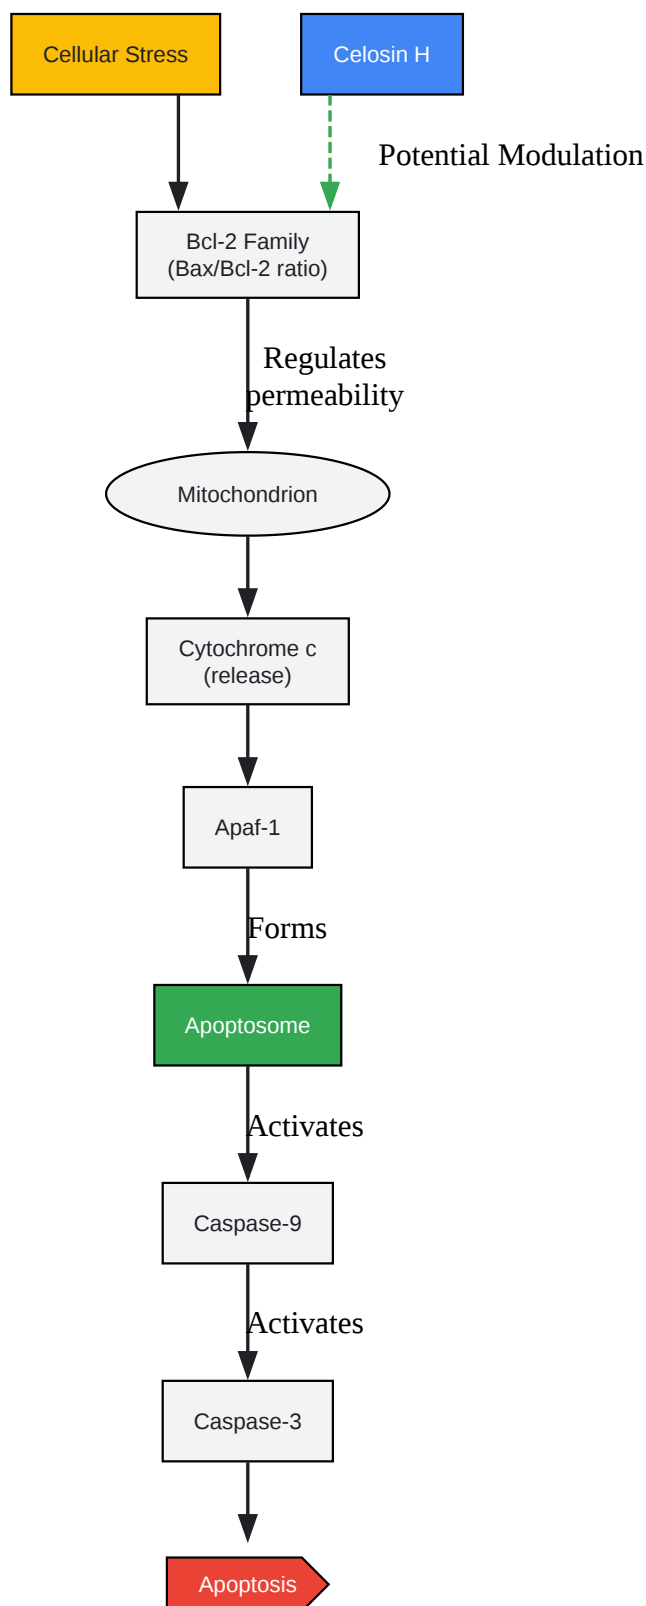 Cellular Stress
Celosin H
Potential Modulation
Bcl-2 Family
(Bax/Bcl-2 ratio)
Regulates
permeability
Mitochondrion
Cytochrome c
(release)
Apaf-1
Forms
Apoptosome
Activates
Caspase-9
Activates
Caspase-3
Apoptosis